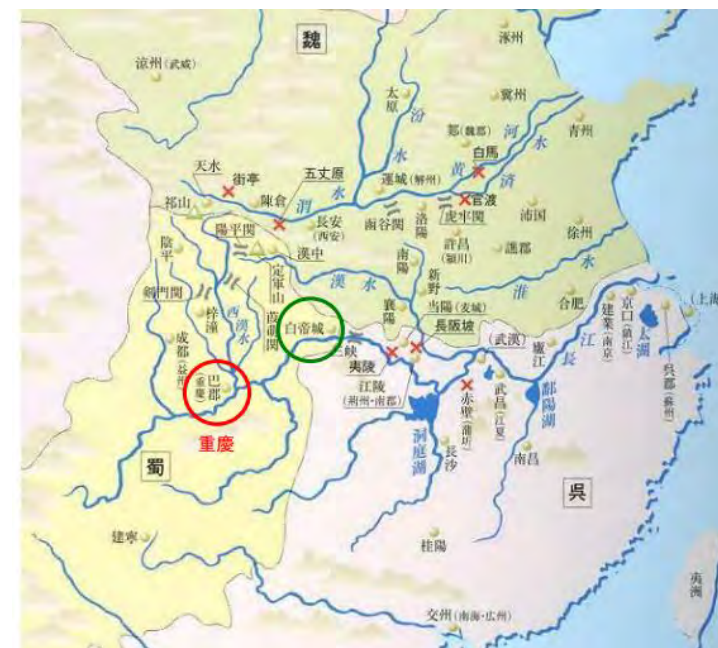 魏
涿州
涼州(武威)
太原
汾水
冀州
鄴(魏郡)
河
青州
白馬
天水
街亭
五丈原
運城(解州)
黄
済水
官渡
祁山
陳倉
渭水
函谷関
洛陽
虎牢関
沛国
徐州
陽平関
長安
(西安)
許昌
(潁川)
譙郡
陰平
漢中
南陽
新野
淮水
定軍山
漢水
剣門関
梓潼
西漢水
葭萌関
白帝城
襄陽
当陽(麦城)
合肥
建業(南京)
京口(鎮江)
太湖
(上海
長阪坡
成都(益州)
三峡
夷陵
(武漢)
廬江
長江
呉郡(蘇州)
巴郡
(重慶)
江陵
(荊州・南郡)
赤壁(蒲圻)
武昌(江夏)
鄱陽湖
重慶
洞庭湖
長沙
南昌
蜀
呉
建寧
桂陽
夷洲
交州(南海・広州)